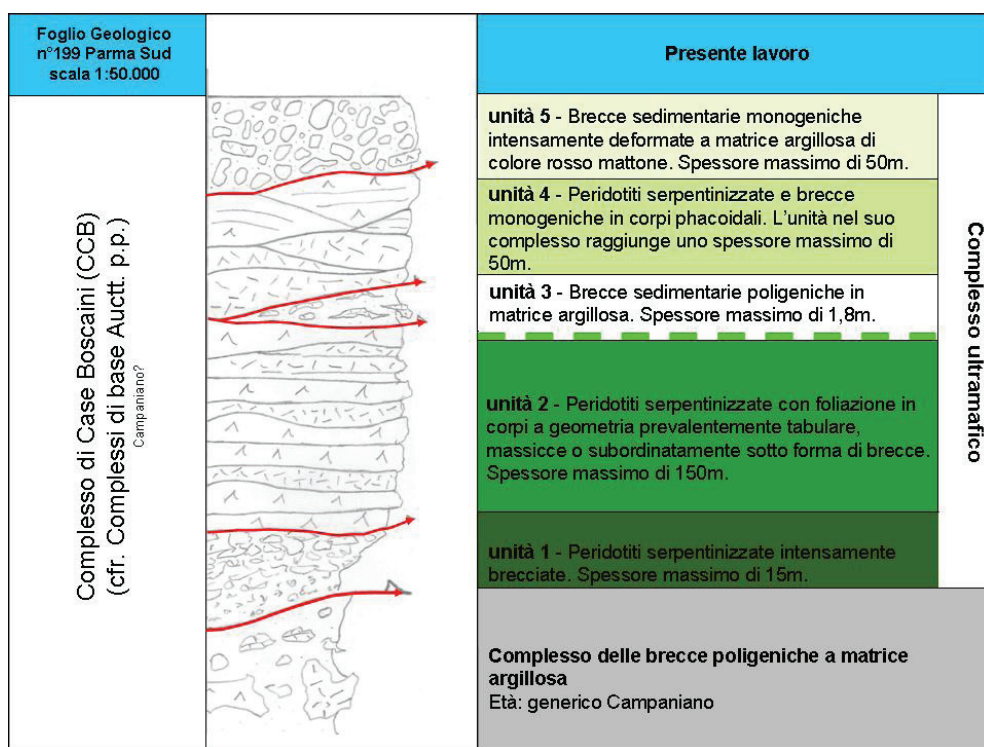 Foglio Geologico
n°199 Parma Sud
scala 1:50.000
Presente lavoro
Complesso di Case Boscaini (CCB)
(cfr. Complessi di base Auctt. p.p.)
Campaniano?
unità 5 - Brecce sedimentarie monogeniche
intensamente deformate a matrice argillosa di
colore rosso mattone. Spessore massimo di 50m.
unità 4 - Peridotiti serpentinizzate e brecce
monogeniche in corpi phacoidali. L'unità nel suo
complesso raggiunge uno spessore massimo di
50m.
unità 3 - Brecce sedimentarie poligeniche in
matrice argillosa. Spessore massimo di 1,8m.
unità 2 - Peridotiti serpentinizzate con foliazione in
corpi a geometria prevalentemente tabulare,
massicce o subordinatamente sotto forma di brecce.
Spessore massimo di 150m.
unità 1 - Peridotiti serpentinizzate intensamente
brecciate. Spessore massimo di 15m.
Complesso ultramafico
Complesso delle brecce poligeniche a matrice
argillosa
Età: generico Campaniano